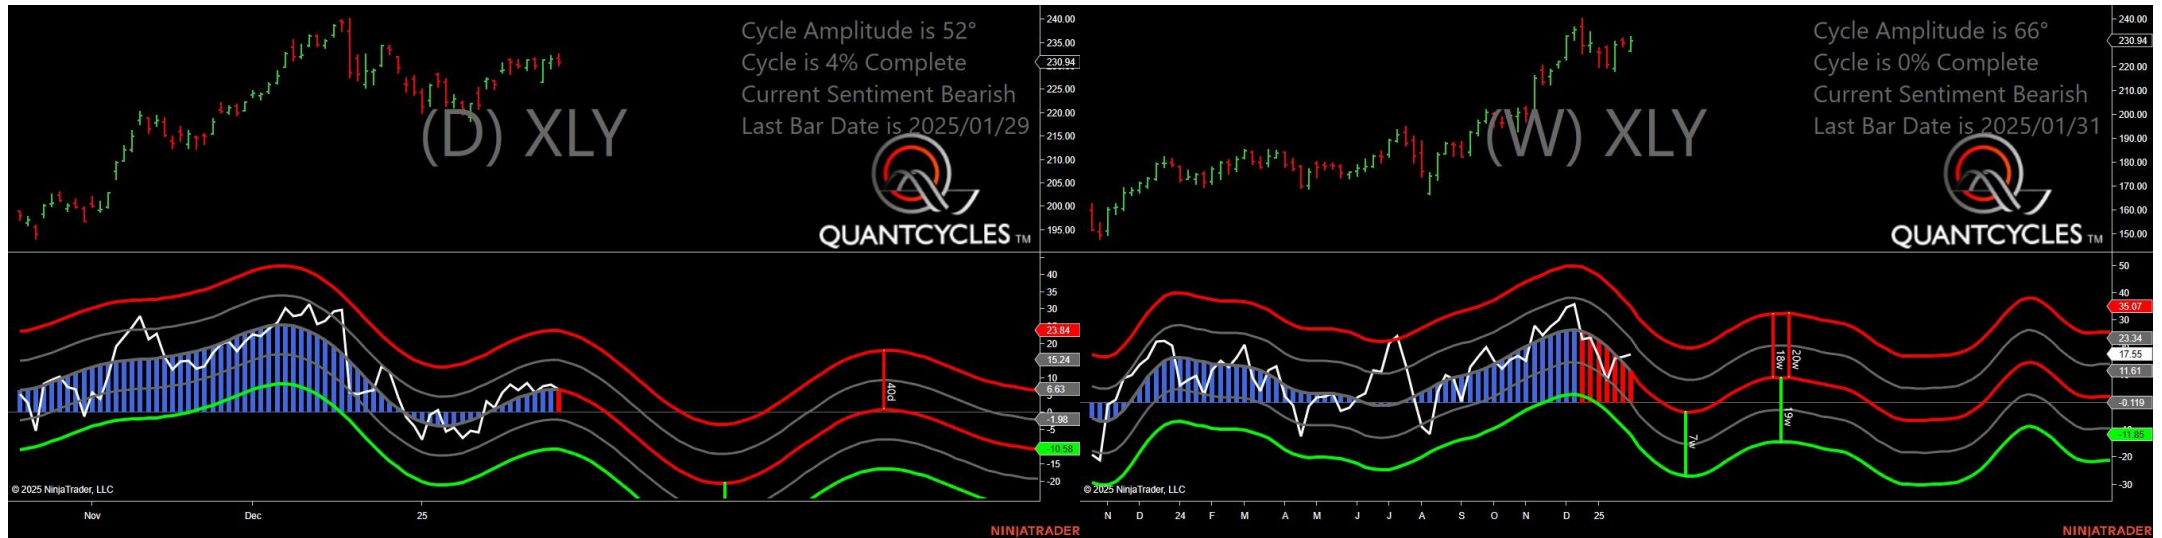 Cycle Amplitude is 52°
Cycle is 4% Complete
Current Sentiment Bearish
Last Bar Date is 2025/01/29
(D) XLY
QUANTCYCLES TM
240.00
235.00
230.94
225.00
220.00
215.00
210.00
205.00
200.00
195.00
40
35
30
23.84
20
15.24
10
6.63
-1.98
-5
-10.58
-15
-20
40d
© 2025 NinjaTrader, LLC
Nov
Dec
25
NINJATRADER
Cycle Amplitude is 66°
Cycle is 0% Complete
Current Sentiment Bearish
Last Bar Date is 2025/01/31
(W) XLY
QUANTCYCLES TM
240.00
230.94
220.00
210.00
200.00
190.00
180.00
170.00
160.00
150.00
50
40
35.07
30
23.34
17.55
11.61
-0.119
-11.85
-20
-30
18w
20w
19w
7w
© 2025 NinjaTrader, LLC
N D 24 F M A M J J A S O N D 25
NINJATRADER